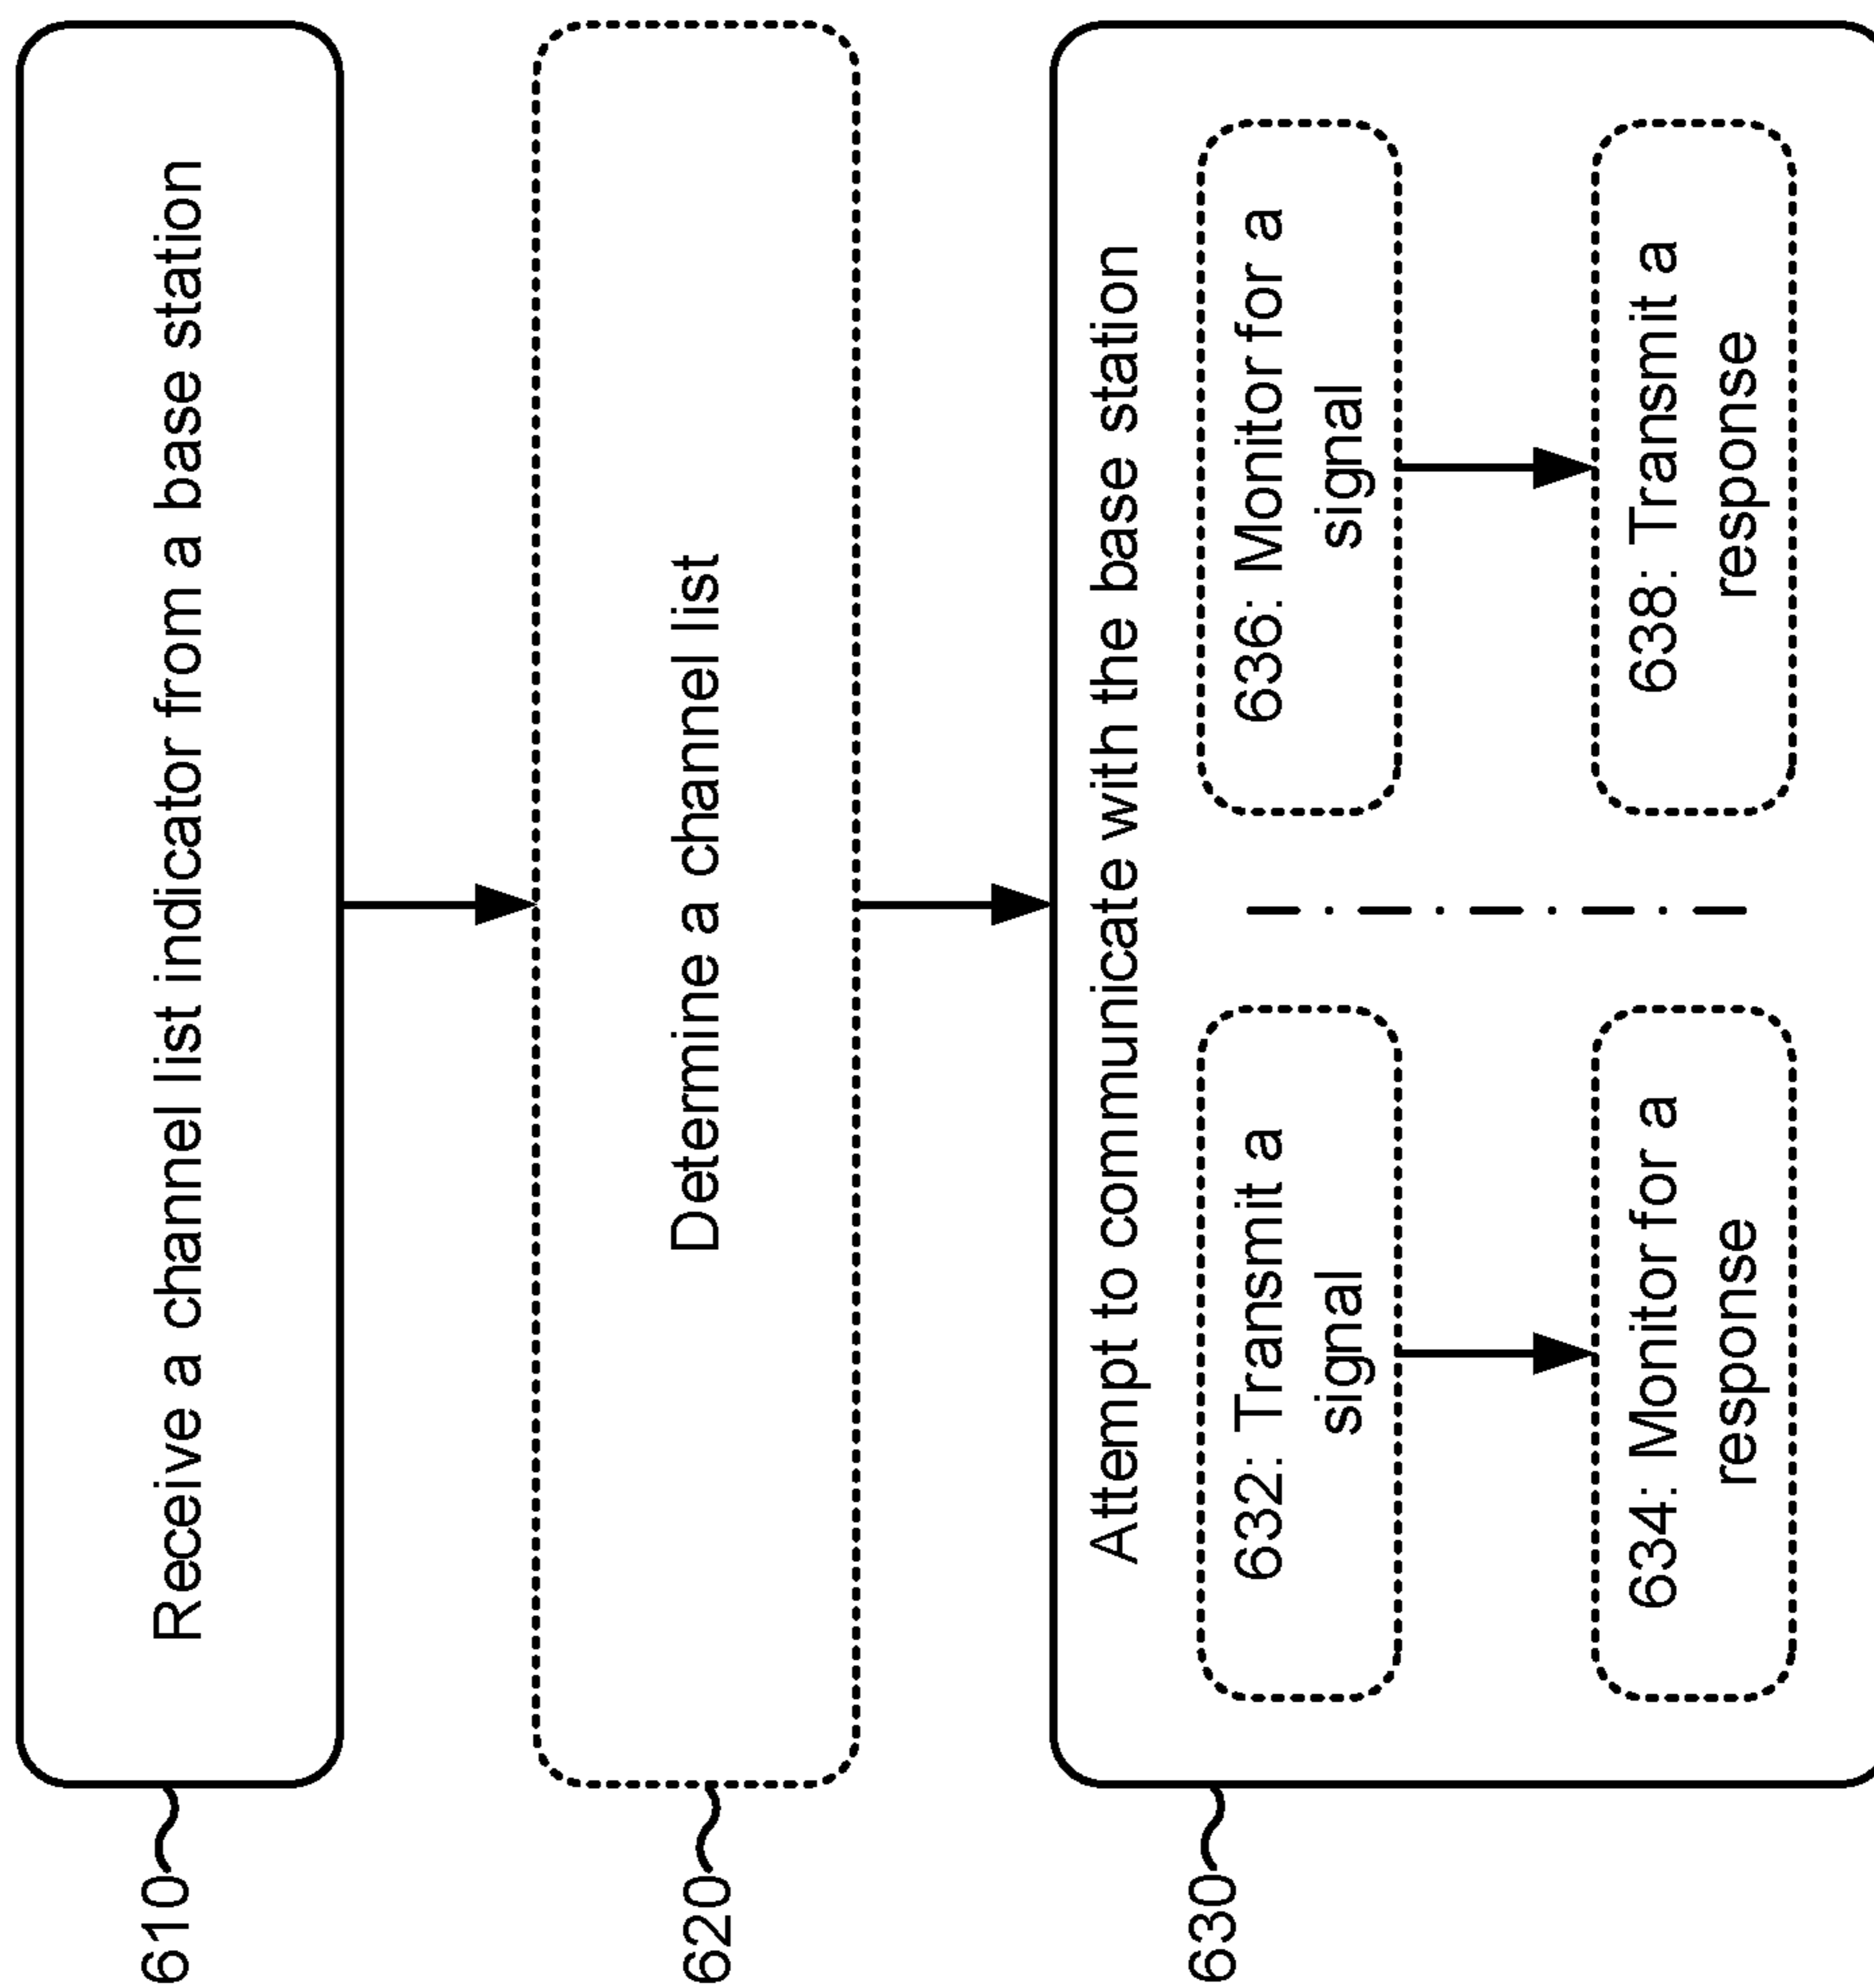 610
Receive a channel list indicator from a base station
620
Determine a channel list
630
Attempt to communicate with the base station
632: Transmit a
signal
634: Monitor for a
response
636: Monitor for a
signal
638: Transmit a
response